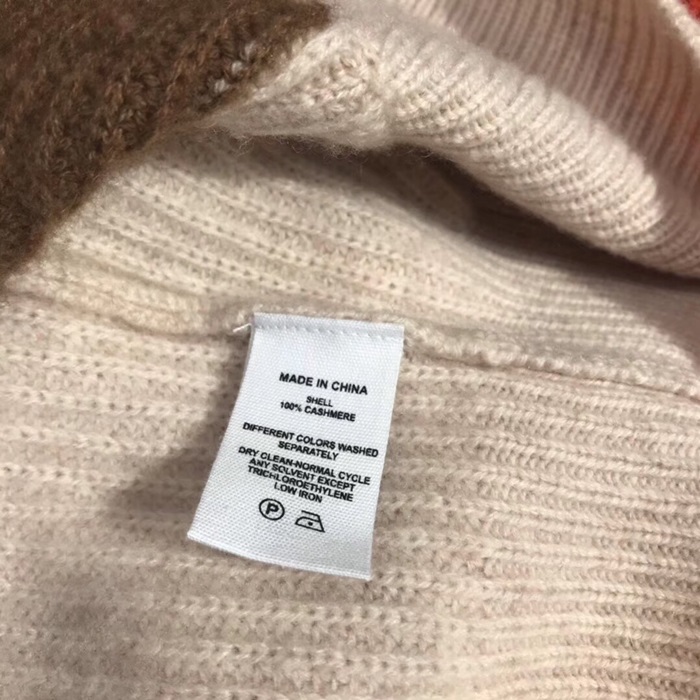 MADE IN CHINA
SHELL
100% CASHMERE
DIFFERENT COLORS WASHED
SEPARATELY
DRY CLEAN-NORMAL CYCLE
ANY SOLVENT EXCEPT
TRICHLOROETHYLENE
LOW IRON
P